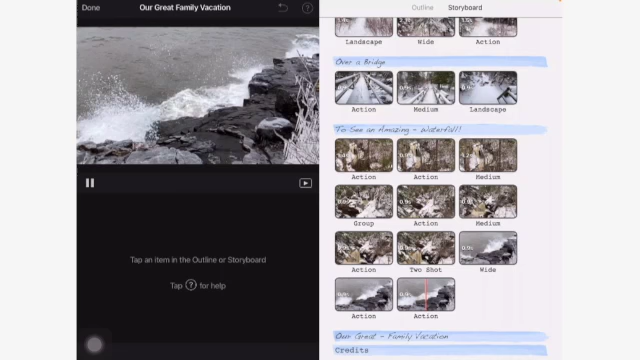 Done
Our Great Family Vacation
?
Outline
Storyboard
Landscape
Wide
Action
Over a Bridge
Action
Medium
Landscape
To See an Amazing - Waterfall!
Action
Action
Medium
Group
Action
Medium
Action
Two Shot
Wide
Action
Action
Our Great - Family Vacation
Credits
Tap an item in the Outline or Storyboard
Tap ? for help